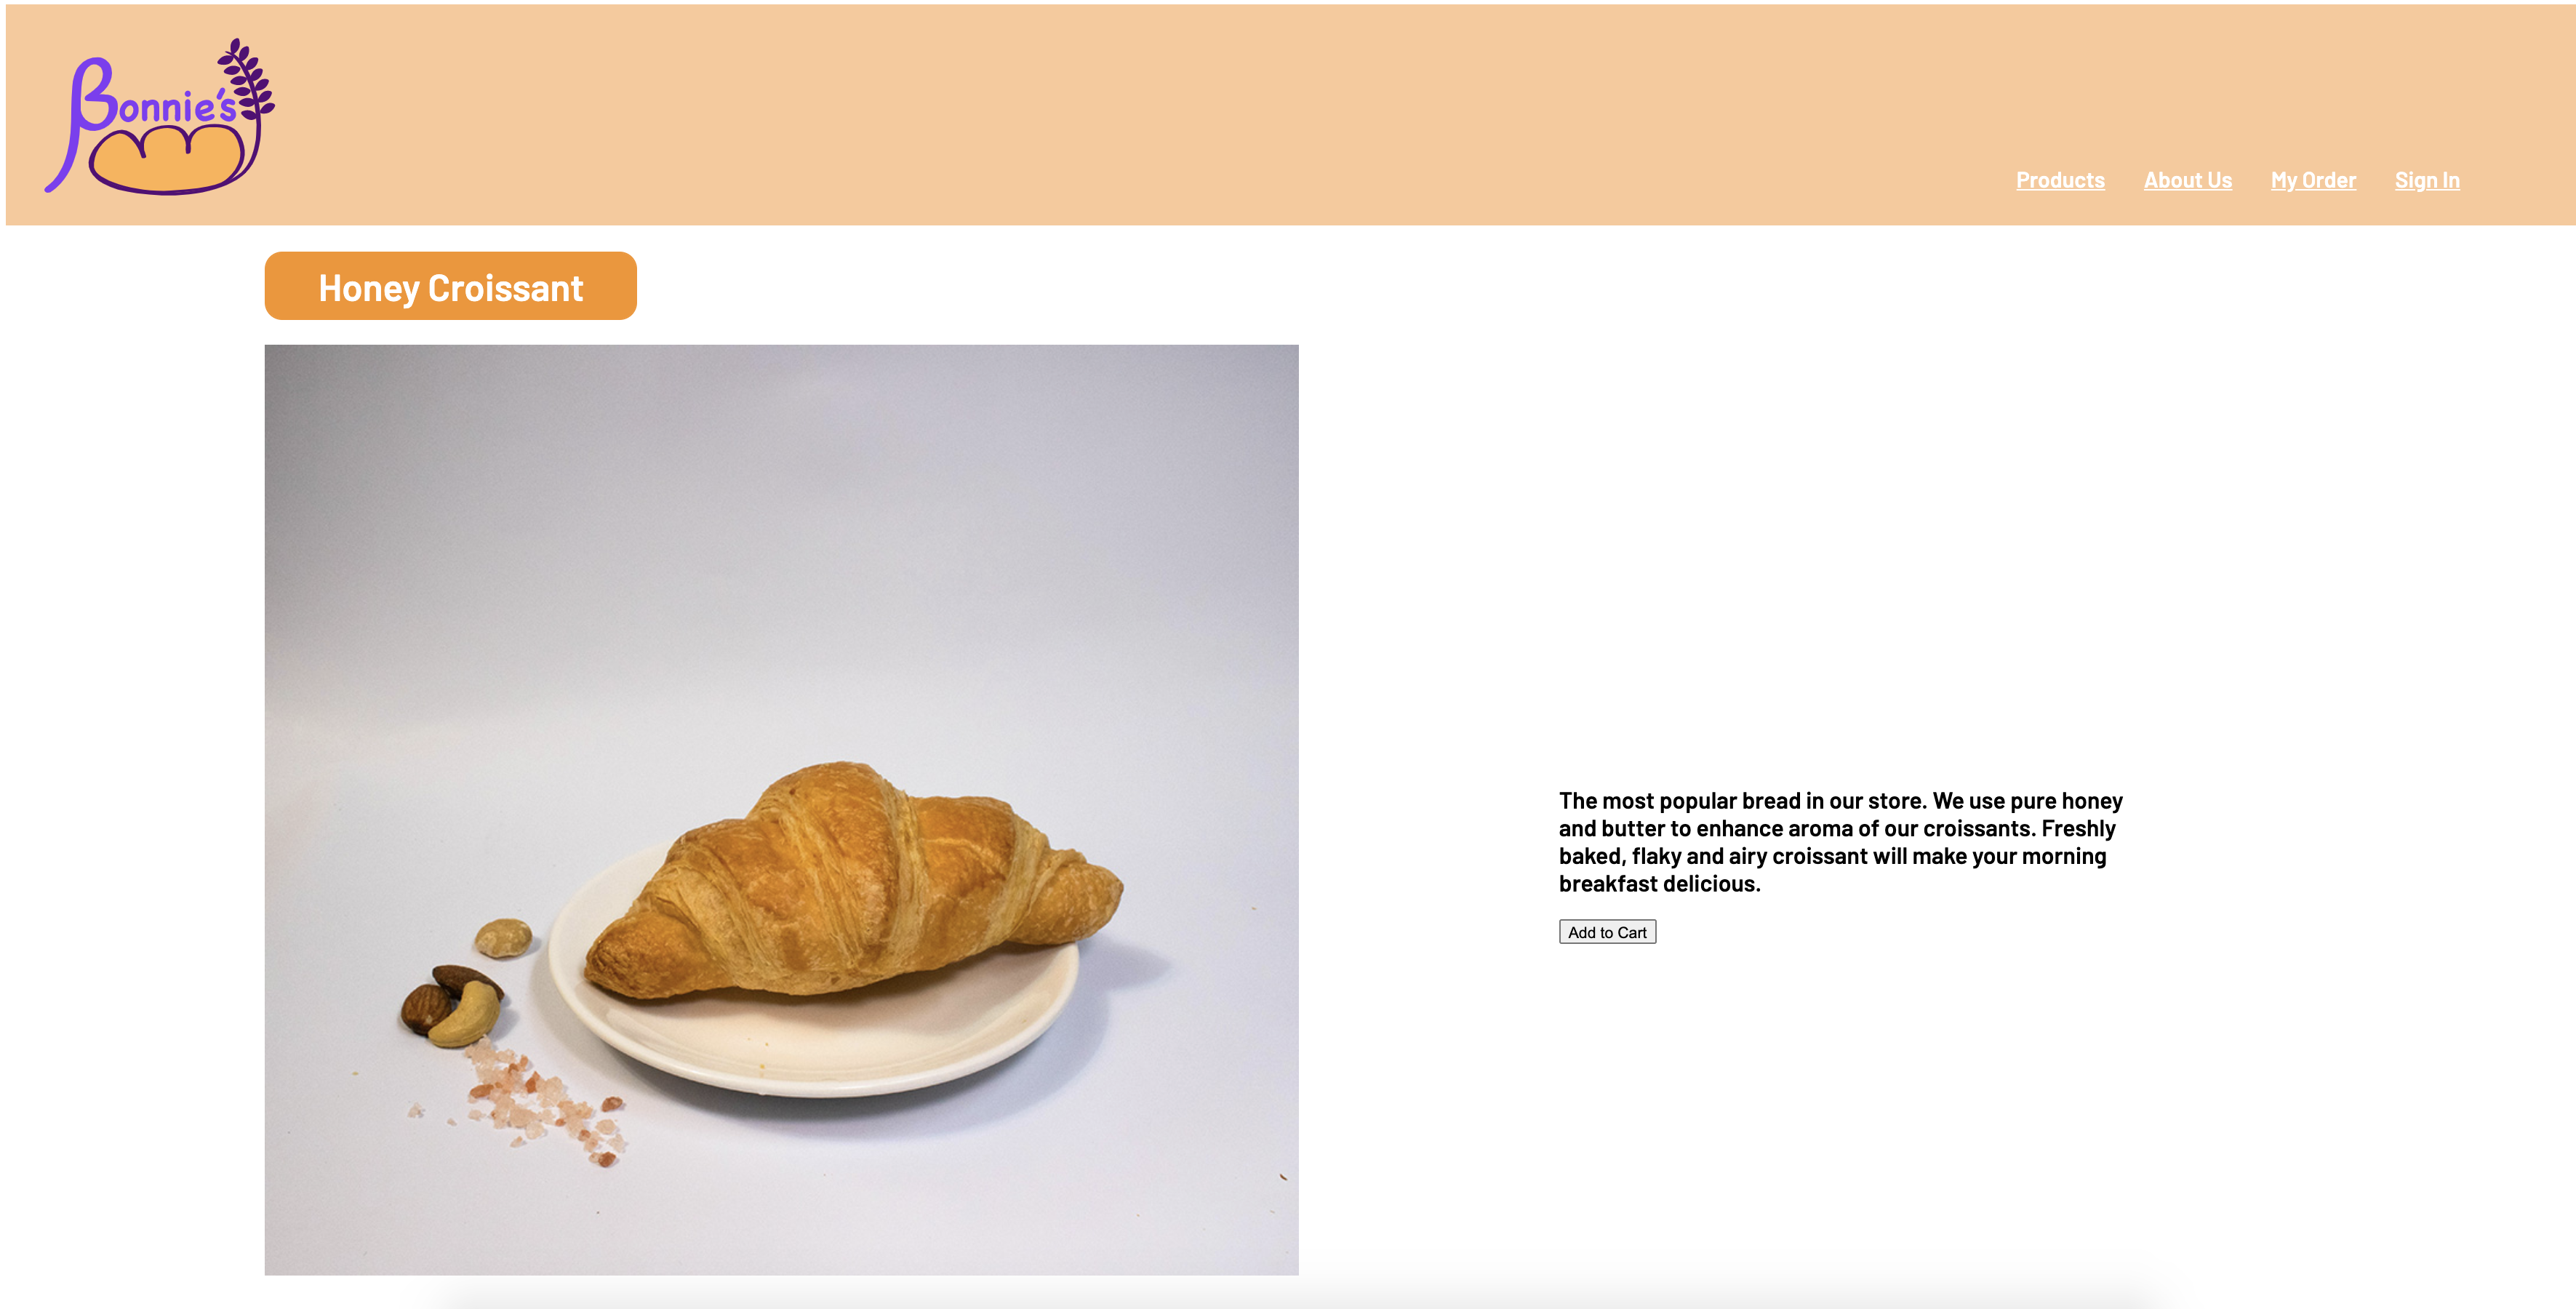 Bonnie's
Products About Us My Order Sign In
Honey Croissant
The most popular bread in our store. We use pure honey
and butter to enhance aroma of our croissants. Freshly
baked, flaky and airy croissant will make your morning
breakfast delicious.
Add to Cart